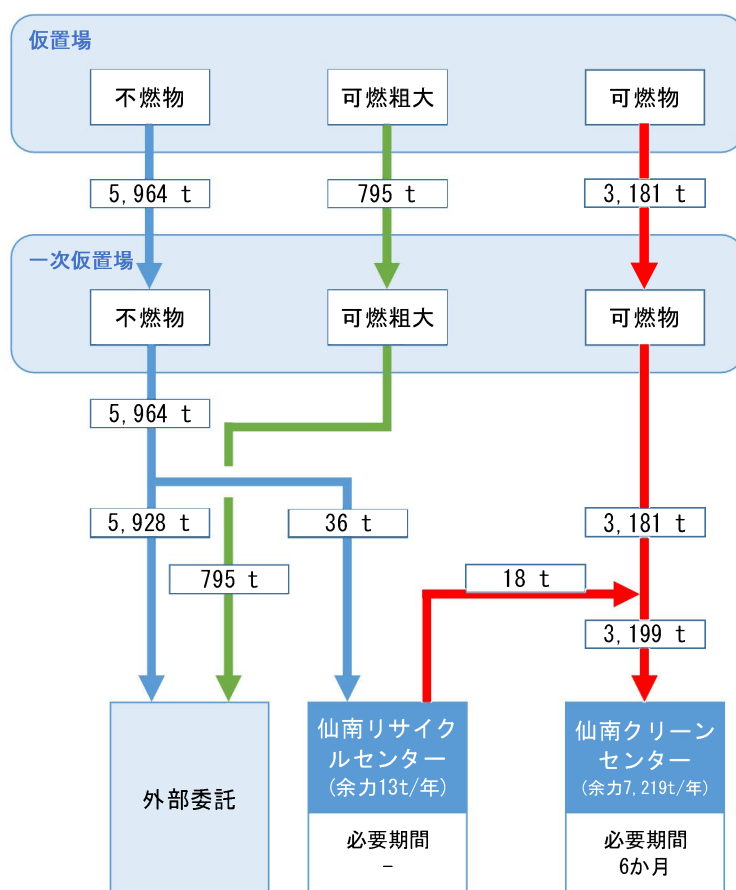 仮置場
不燃物
可燃粗大
可燃物
5,964 t
795 t
3,181 t
一次仮置場
不燃物
可燃粗大
可燃物
5,964 t
5,928 t
36 t
3,181 t
795 t
18 t
3,199 t
外部委託
仙南リサイク
ルセンター
(余力13t/年)
必要期間
-
仙南クリーン
センター
(余力7,219t/年)
必要期間
6か月